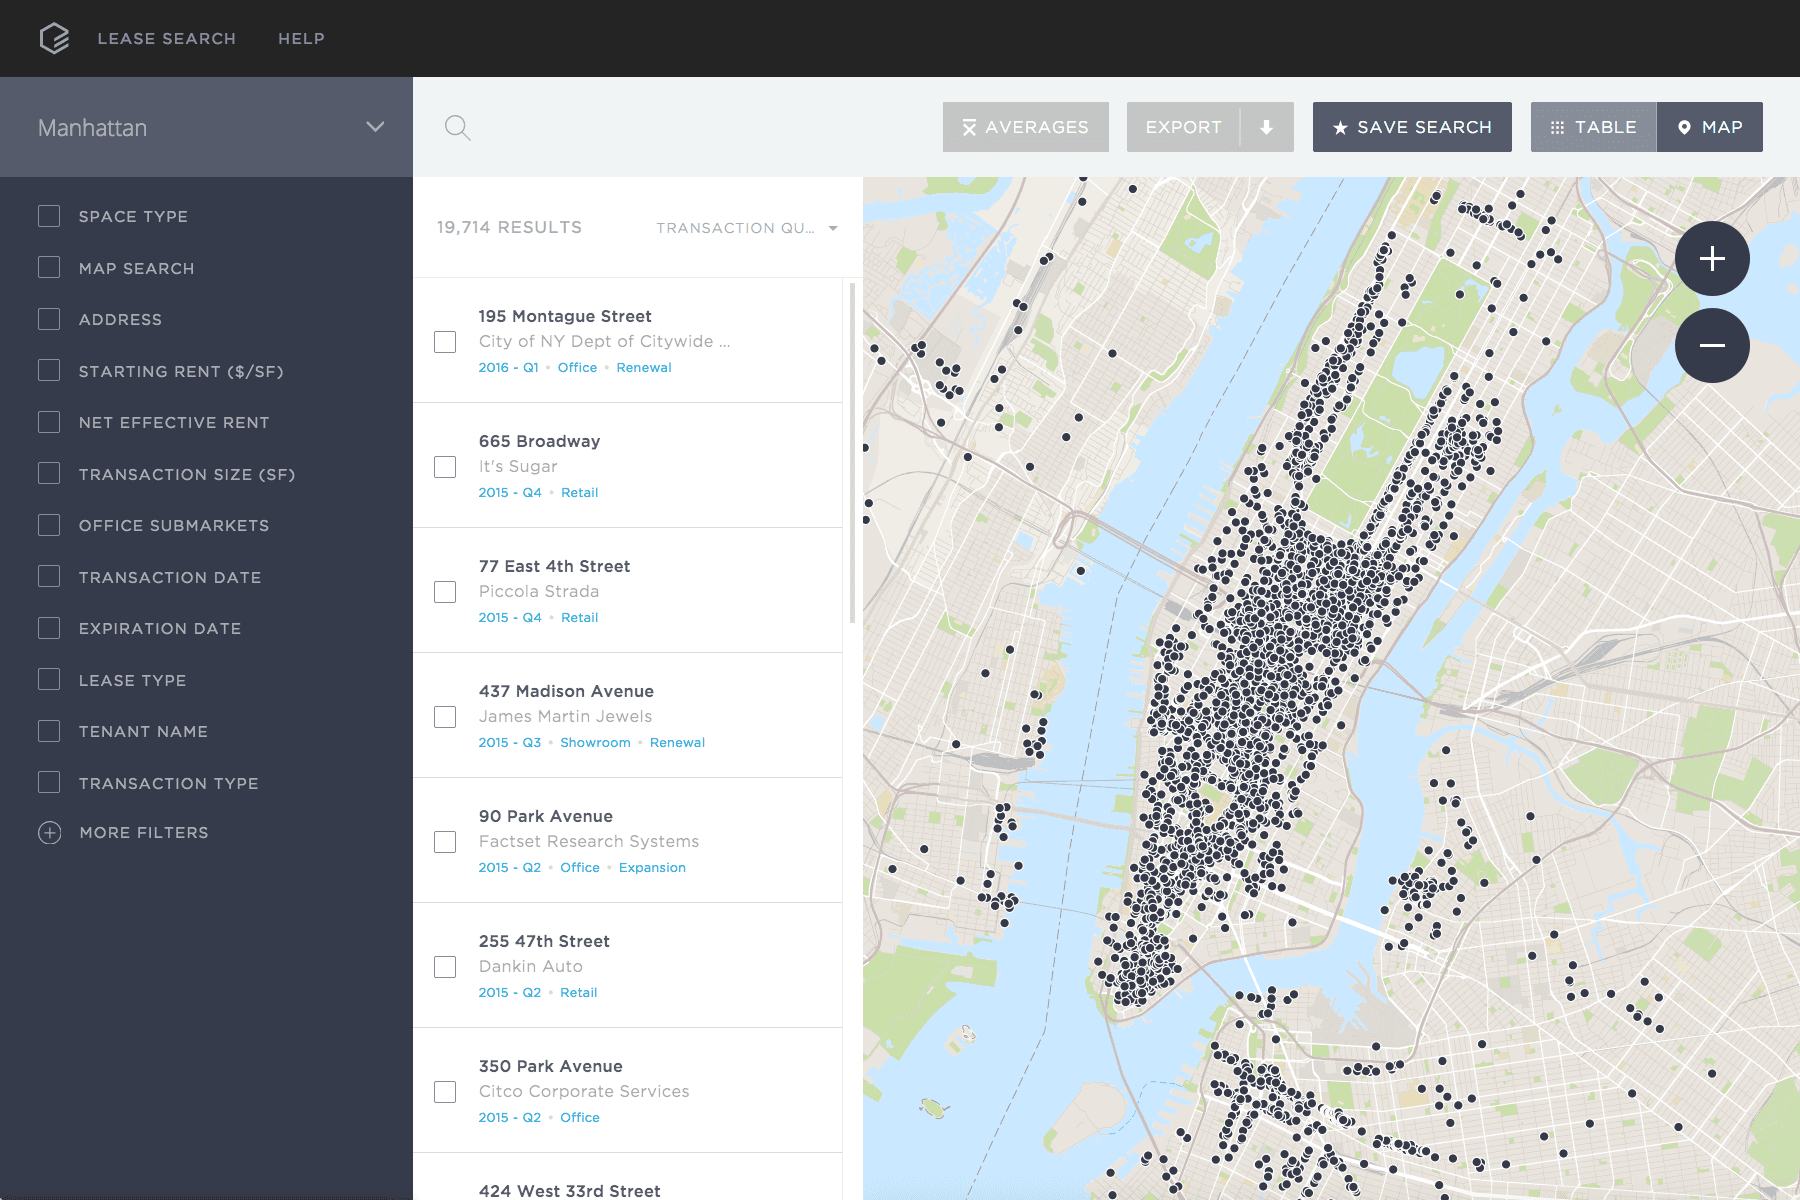 LEASE SEARCH HELP
Manhattan
AVERAGES EXPORT SAVE SEARCH TABLE MAP
SPACE TYPE
MAP SEARCH
ADDRESS
STARTING RENT ($/SF)
NET EFFECTIVE RENT
TRANSACTION SIZE (SF)
OFFICE SUBMARKETS
TRANSACTION DATE
EXPIRATION DATE
LEASE TYPE
TENANT NAME
TRANSACTION TYPE
MORE FILTERS
19,714 RESULTS TRANSACTION QU...
195 Montague Street
City of NY Dept of Citywide ...
2016 - Q1 • Office • Renewal
665 Broadway
It's Sugar
2015 - Q4 • Retail
77 East 4th Street
Piccola Strada
2015 - Q4 • Retail
437 Madison Avenue
James Martin Jewels
2015 - Q3 • Showroom • Renewal
90 Park Avenue
Factset Research Systems
2015 - Q2 • Office • Expansion
255 47th Street
Dankin Auto
2015 - Q2 • Retail
350 Park Avenue
Citco Corporate Services
2015 - Q2 • Office
424 West 33rd Street